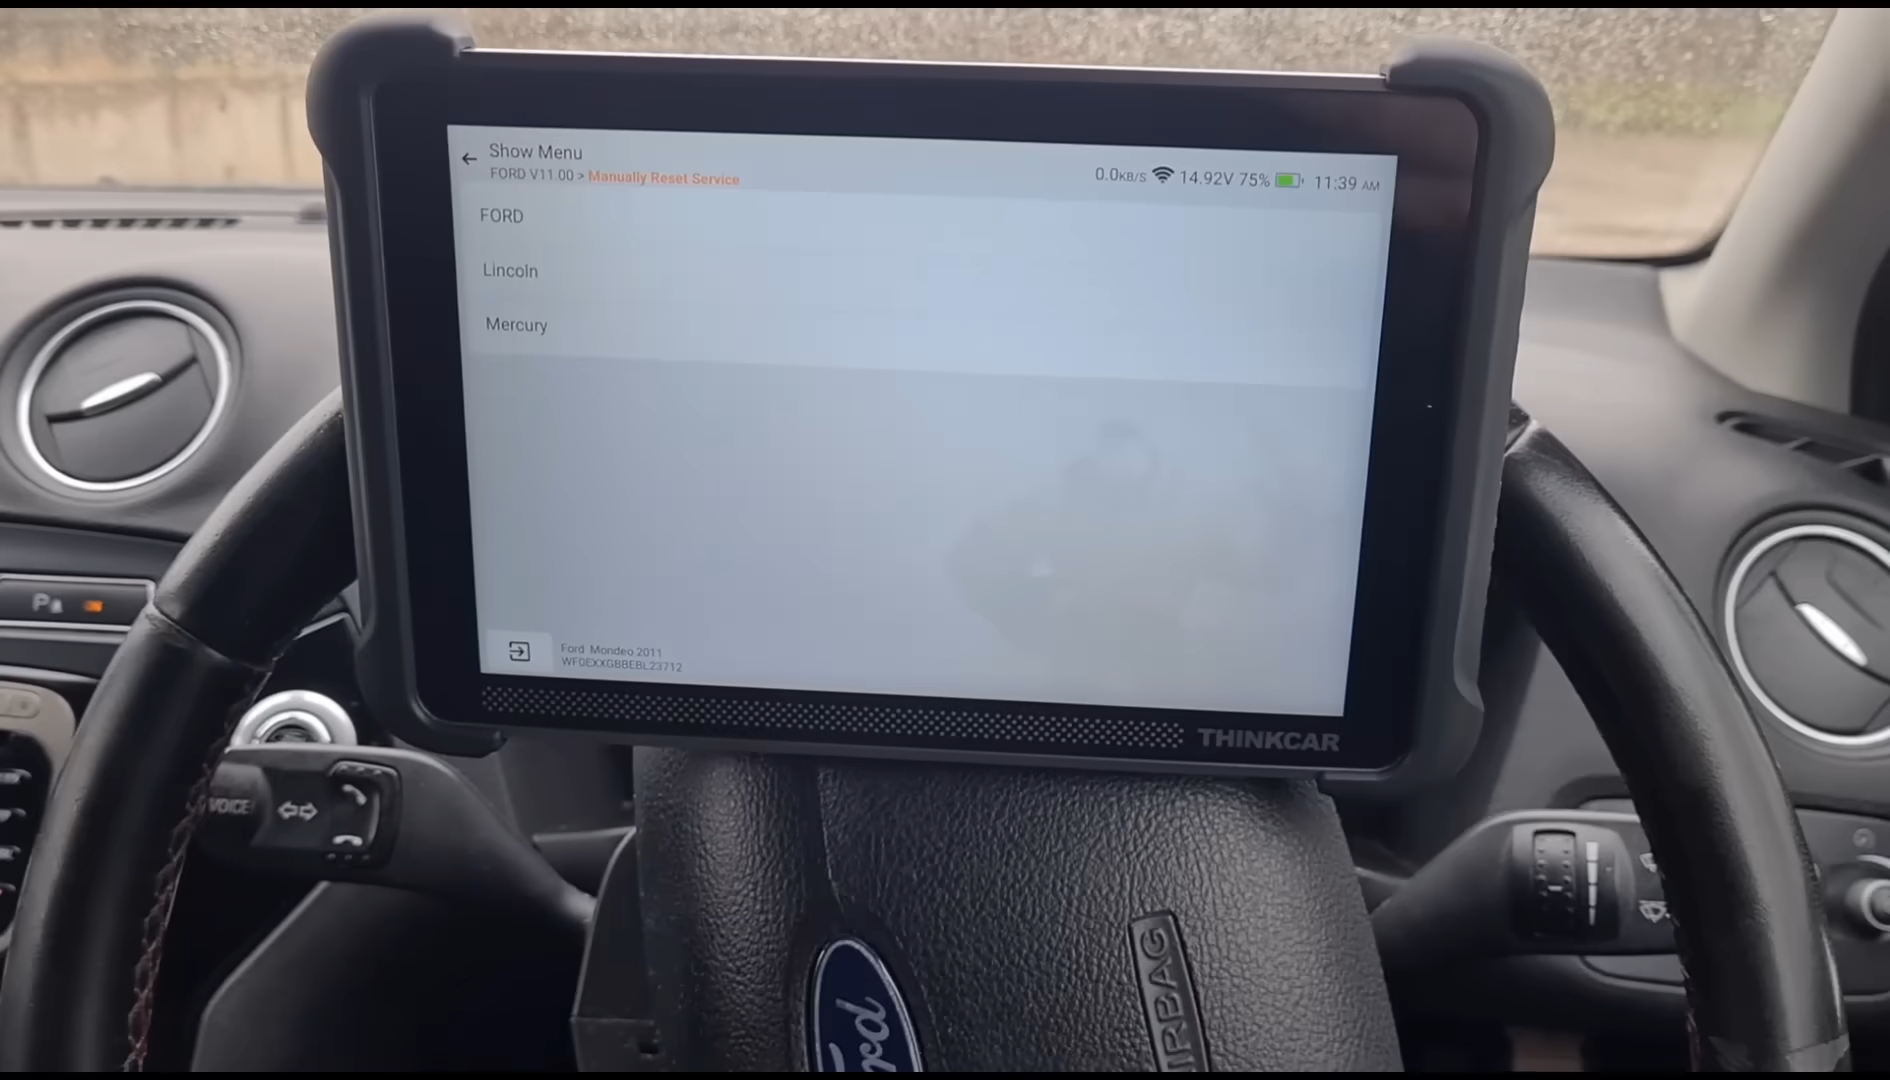 Show Menu
FORD V11.00 > Manually Reset Service
0.0KB/S 14.92V 75% 11:39 AM
FORD
Lincoln
Mercury
Ford Mondeo 2011
WF0EXXGBBEBL23712
THINKCAR
VOICE
AIRBAG
Ford